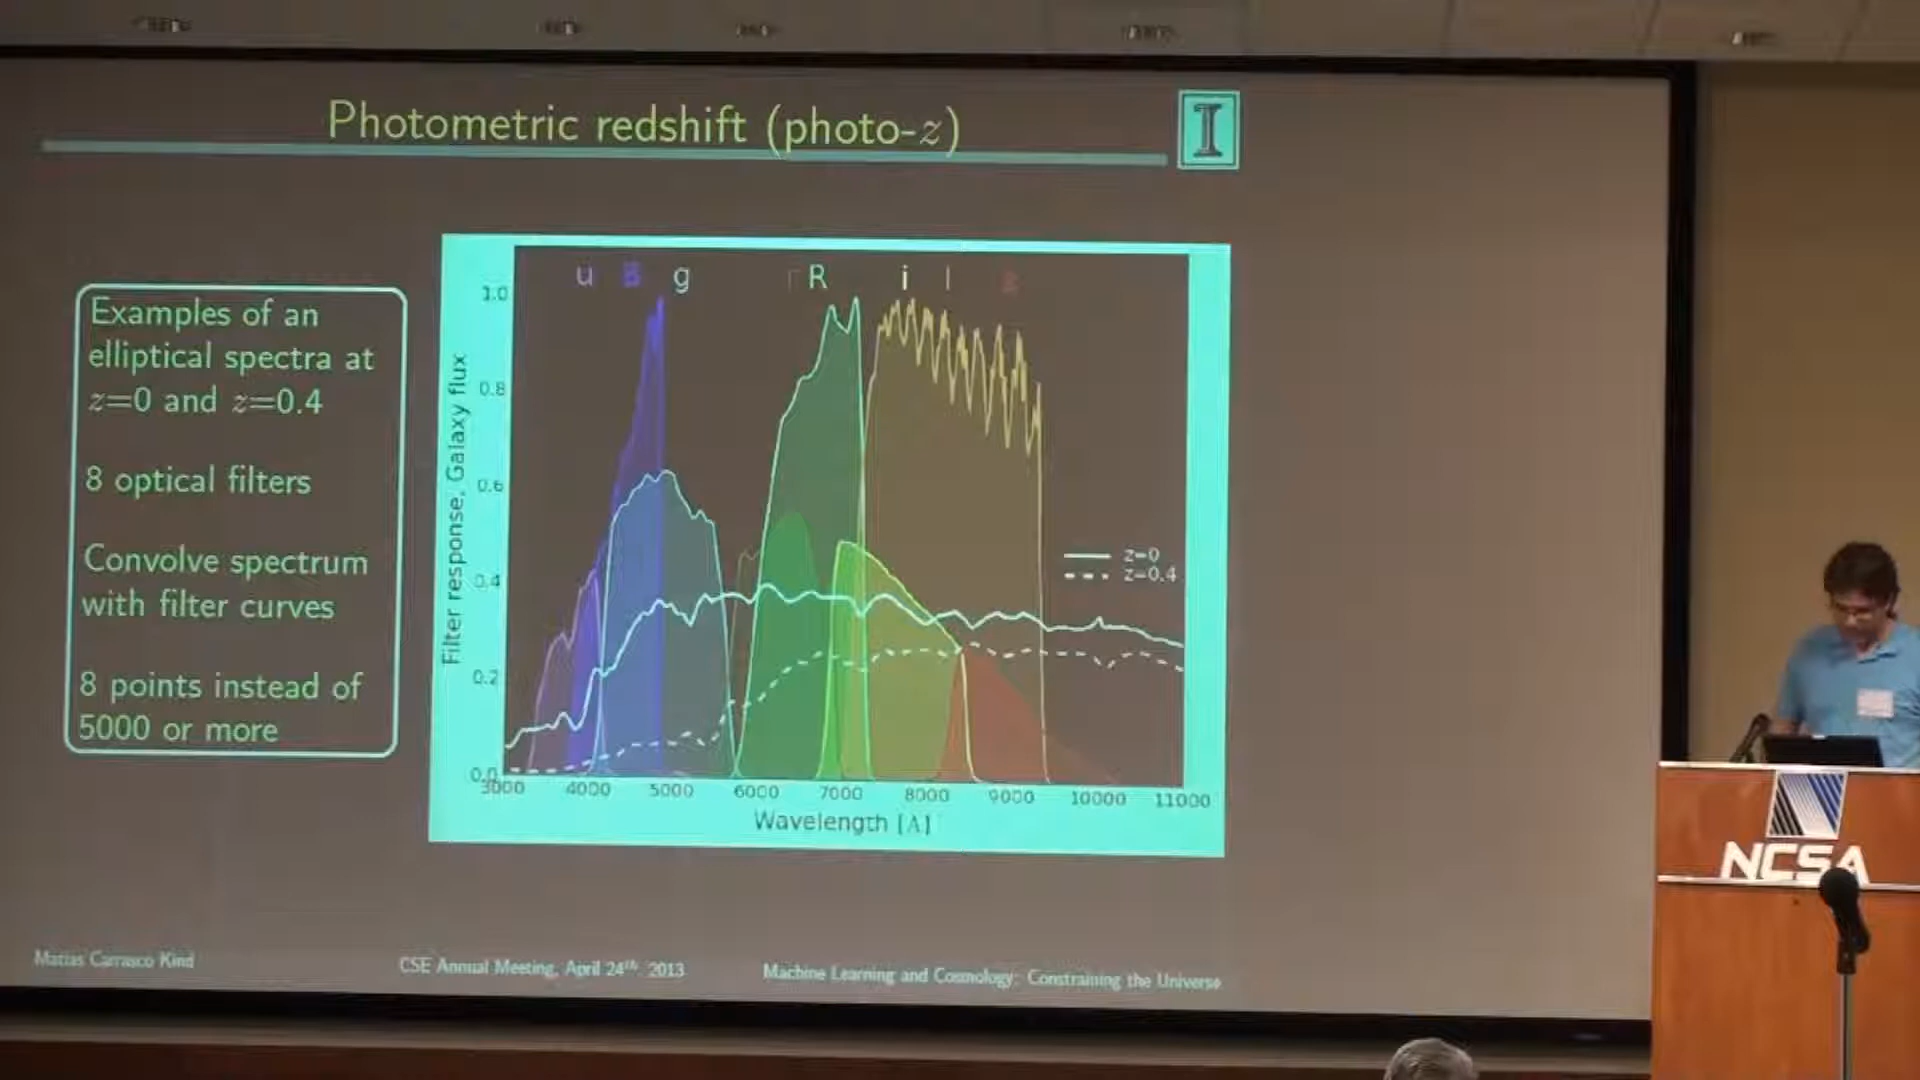 Photometric redshift (photo-z)
I
Examples of an
elliptical spectra at
z=0 and z=0.4
8 optical filters
Convolve spectrum
with filter curves
8 points instead of
5000 or more
u B g r R i I z
1.0
0.8
0.6
0.4
0.2
0.0
Filter response, Galaxy flux
z=0
z=0.4
3000 4000 5000 6000 7000 8000 9000 10000 11000
Wavelength [Å]
Matias Carrasco Kind
CSE Annual Meeting, April 24th, 2013
Machine Learning and Cosmology: Constraining the Universe
NCSA